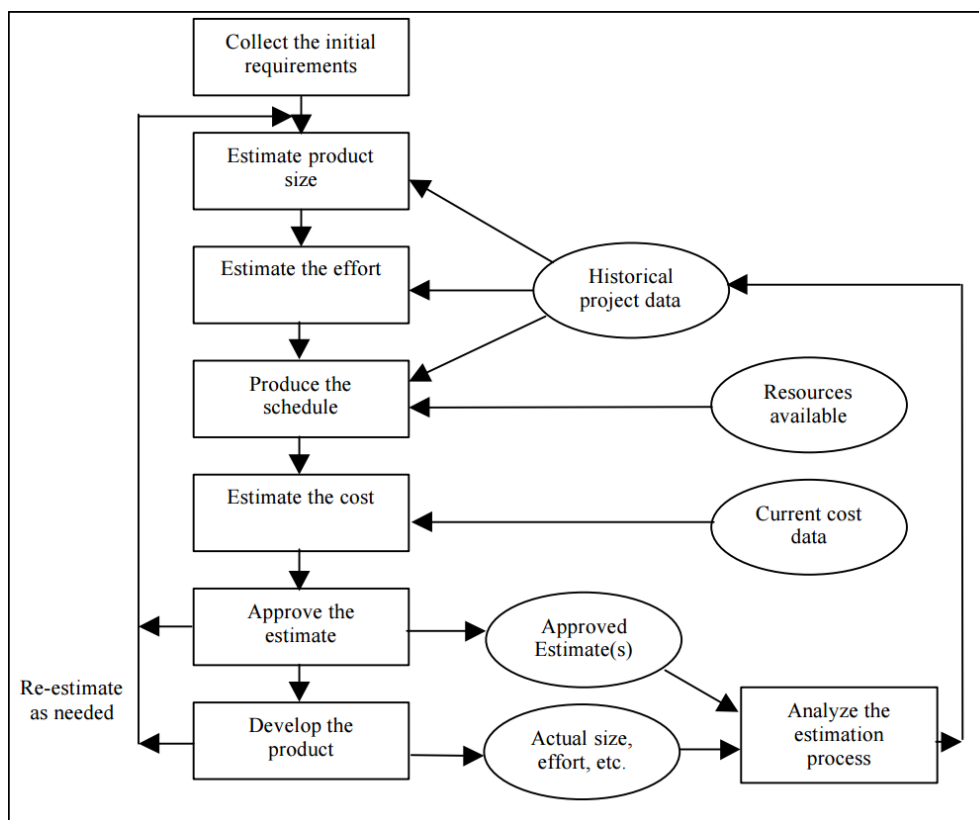 Collect the initial
requirements
Estimate product
size
Estimate the effort
Historical
project data
Produce the
schedule
Resources
available
Estimate the cost
Current cost
data
Approve the
estimate
Approved
Estimate(s)
Re-estimate
as needed
Develop the
product
Actual size,
effort, etc.
Analyze the
estimation
process